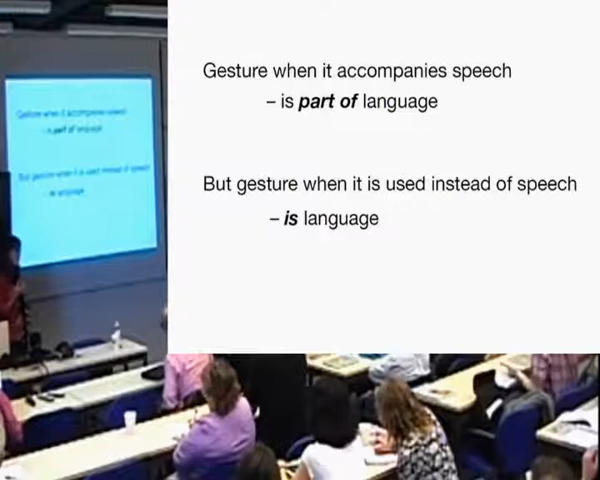 Gesture when it accompanies speech
– is part of language
But gesture when it is used instead of speech
– is language